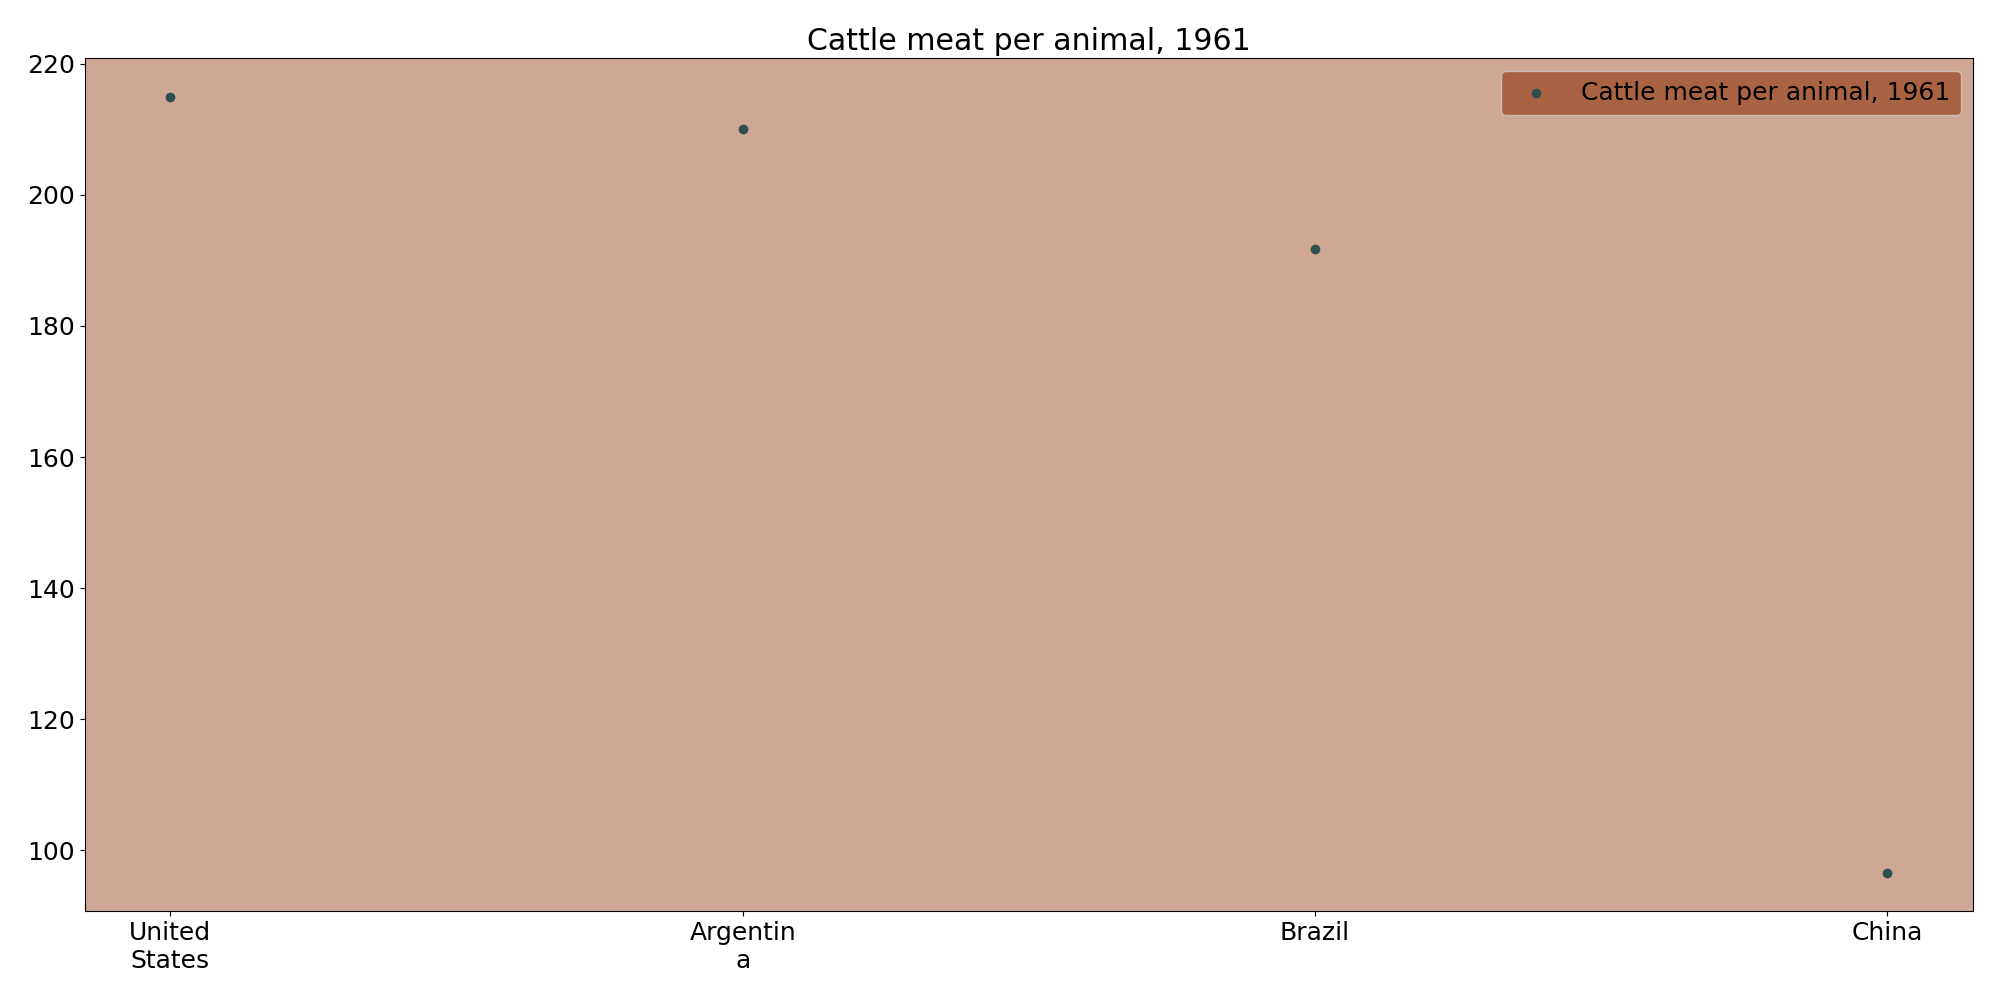 Cattle meat per animal, 1961
Cattle meat per animal, 1961
220
200
180
160
140
120
100
United
States
Argentin
a
Brazil
China